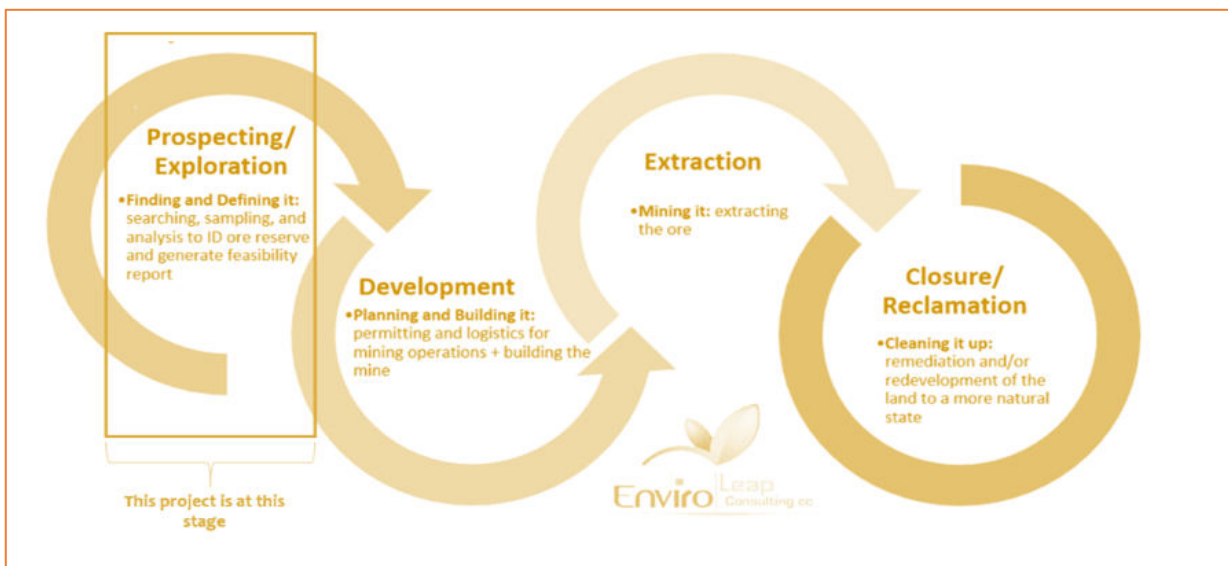 Prospecting/
Exploration
•Finding and Defining it:
searching, sampling, and
analysis to ID ore reserve
and generate feasibility
report
This project is at this
stage
Development
•Planning and Building it:
permitting and logistics for
mining operations + building the
mine
Extraction
•Mining it: extracting
the ore
Closure/
Reclamation
•Cleaning it up:
remediation and/or
redevelopment of the
land to a more natural
state
Enviro Leap
Consulting cc